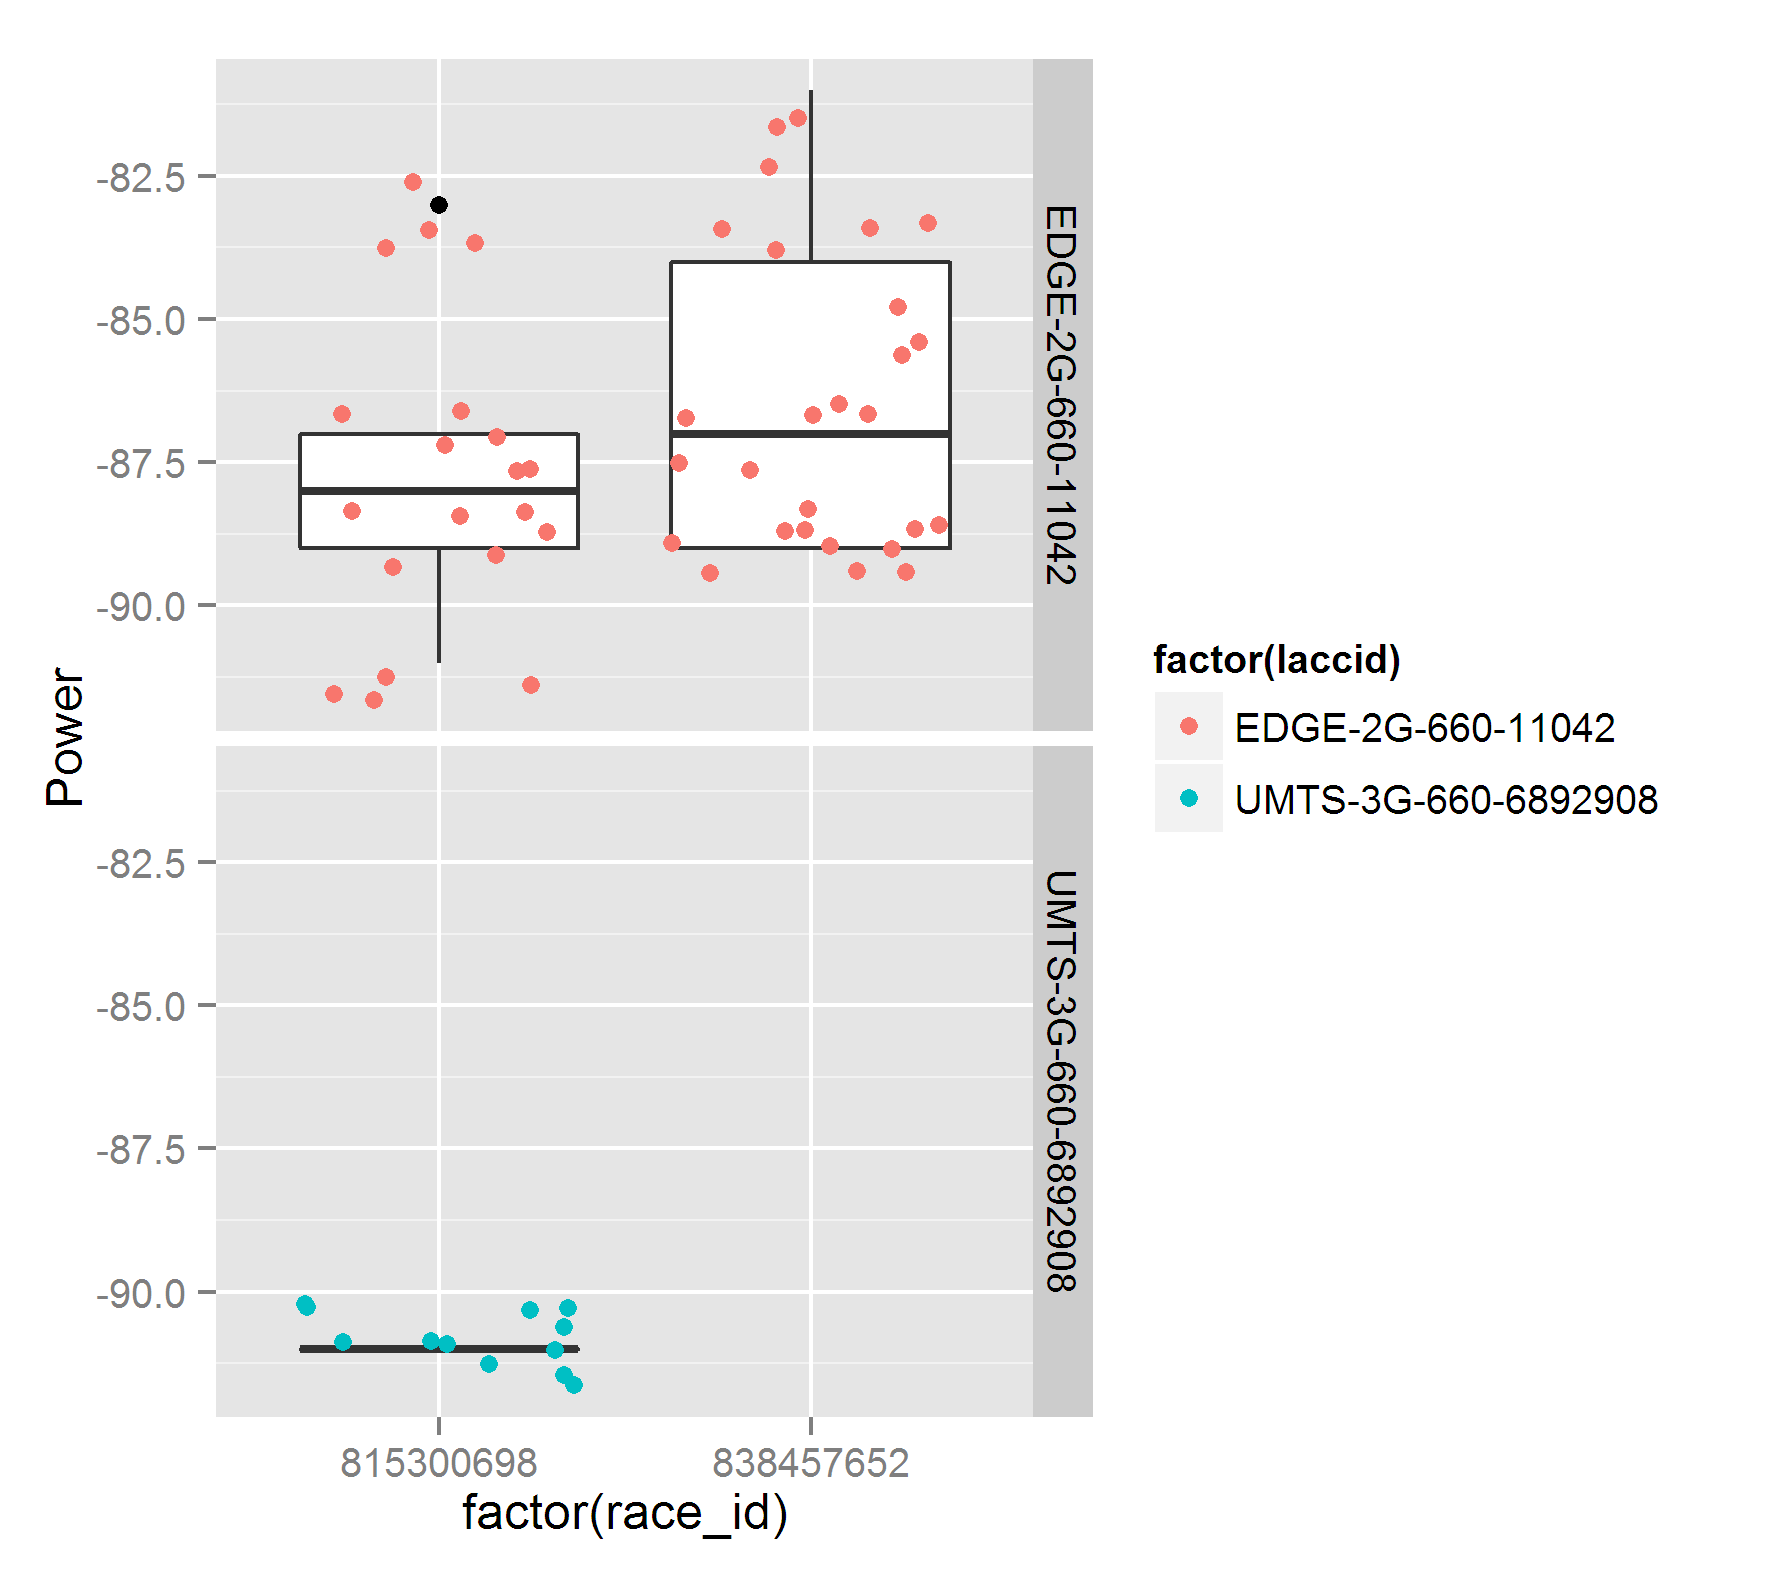 Power
-82.5
-85.0
-87.5
-90.0
EDGE-2G-660-11042
-82.5
-85.0
-87.5
-90.0
UMTS-3G-660-6892908
815300698
838457652
factor(race_id)
factor(laccid)
EDGE-2G-660-11042
UMTS-3G-660-6892908